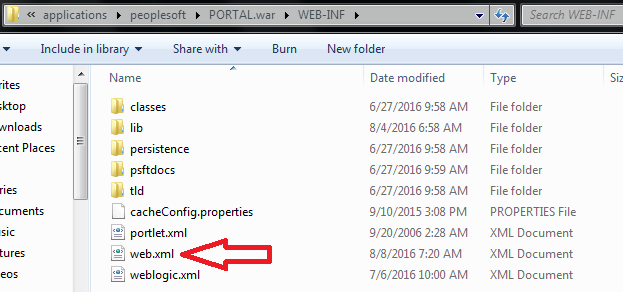 « applications ▸ peoplesoft ▸ PORTAL.war ▸ WEB-INF ▸ Search WEB-INF
Include in library Share with Burn New folder
Name Date modified Type Siz
rites classes 6/27/2016 9:58 AM File folder
sktop lib 8/4/2016 6:58 AM File folder
wnloads persistence 6/27/2016 9:58 AM File folder
cent Places psftdocs 6/27/2016 9:59 AM File folder
tld 6/27/2016 9:58 AM File folder
ries
cuments cacheConfig.properties 9/10/2015 3:08 PM PROPERTIES File
sic portlet.xml 9/20/2006 2:28 AM XML Document
tures web.xml 8/8/2016 7:20 AM XML Document
eos weblogic.xml 7/6/2016 10:00 AM XML Document